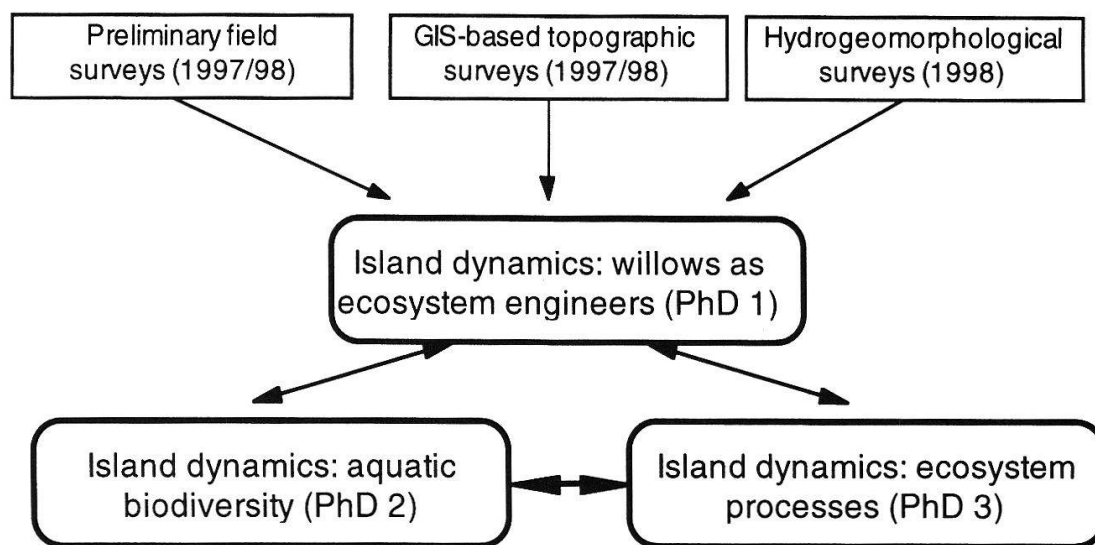 Preliminary field
surveys (1997/98)
GIS-based topographic
surveys (1997/98)
Hydrogeomorphological
surveys (1998)
Island dynamics: willows as
ecosystem engineers (PhD 1)
Island dynamics: aquatic
biodiversity (PhD 2)
Island dynamics: ecosystem
processes (PhD 3)